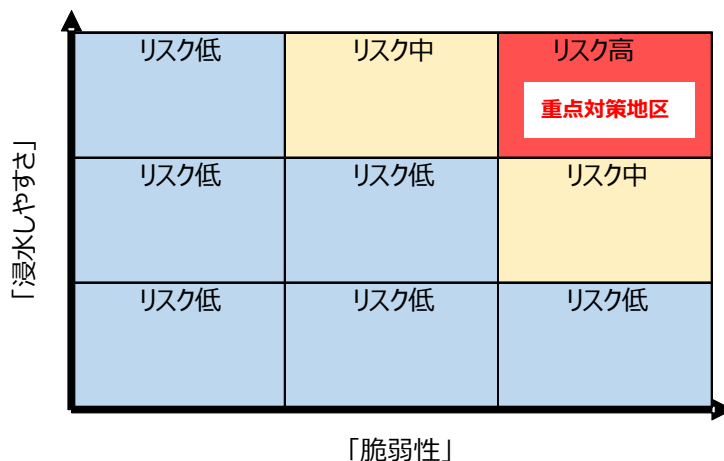 リスク低
リスク中
リスク高
重点対策地区
リスク低
リスク低
リスク中
リスク低
リスク低
リスク低
「浸水しやすさ」
「脆弱性」